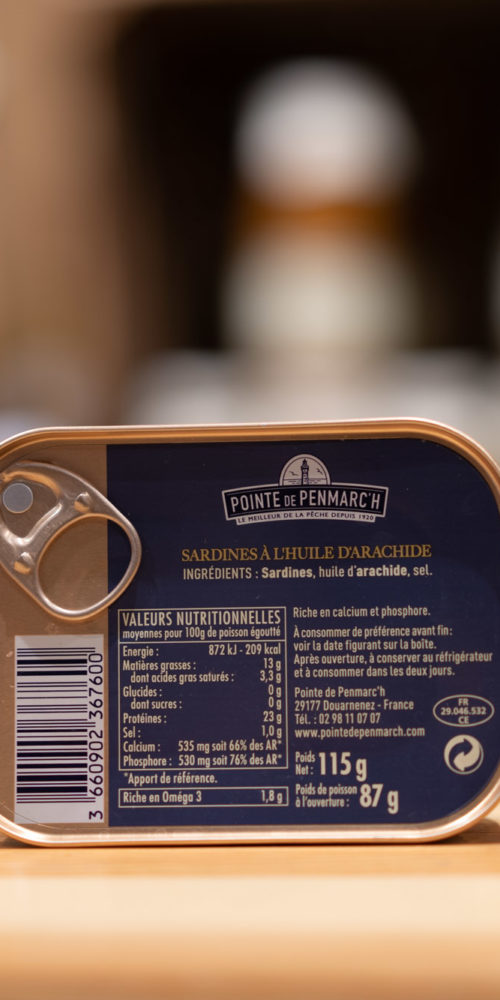 POINTE DE PENMARC'H
LE MEILLEUR DE LA PÊCHE DEPUIS 1920
SARDINES À L'HUILE D'ARACHIDE
INGRÉDIENTS : Sardines, huile d'arachide, sel.
VALEURS NUTRITIONNELLES
moyennes pour 100g de poisson égoutté
Energie : 872 kJ - 209 kcal
Matières grasses : 13 g
dont acides gras saturés : 3,3 g
Glucides : 0 g
dont sucres : 0 g
Protéines : 23 g
Sel : 1,0 g
Calcium : 535 mg soit 66% des AR*
Phosphore : 530 mg soit 76% des AR*
*Apport de référence.
Riche en Oméga 3 1,8 g
Riche en calcium et phosphore.
À consommer de préférence avant fin :
voir la date figurant sur la boîte.
Après ouverture, à conserver au réfrigérateur
et à consommer dans les deux jours.
Pointe de Penmarc'h
29177 Douarnenez - France
Tél. : 02 98 11 07 07
www.pointedepenmarch.com
FR
29.046.532
CE
Poids
Net : 115 g
Poids de poisson
à l'ouverture : 87 g
3 660902 367600